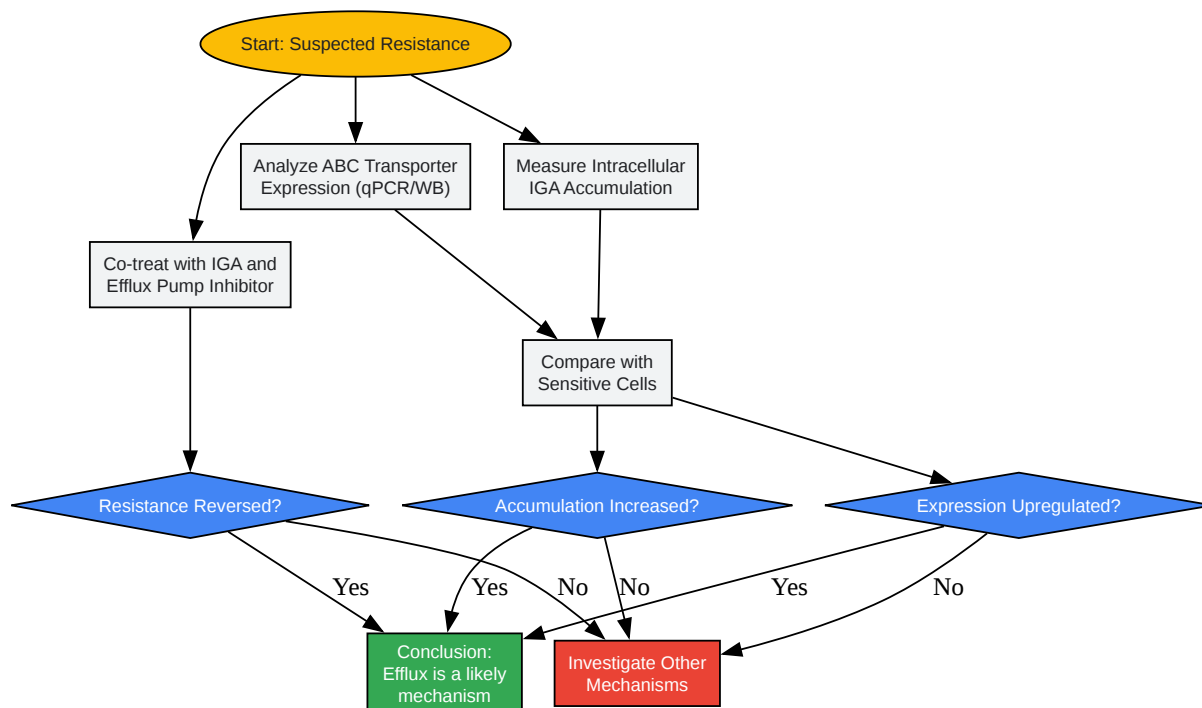 Start: Suspected Resistance
Analyze ABC Transporter
Expression (qPCR/WB)
Measure Intracellular
IGA Accumulation
Co-treat with IGA and
Efflux Pump Inhibitor
Compare with
Sensitive Cells
Resistance Reversed?
Accumulation Increased?
Expression Upregulated?
Yes
Yes
No
No
Yes
No
Conclusion:
Efflux is a likely
mechanism
Investigate Other
Mechanisms